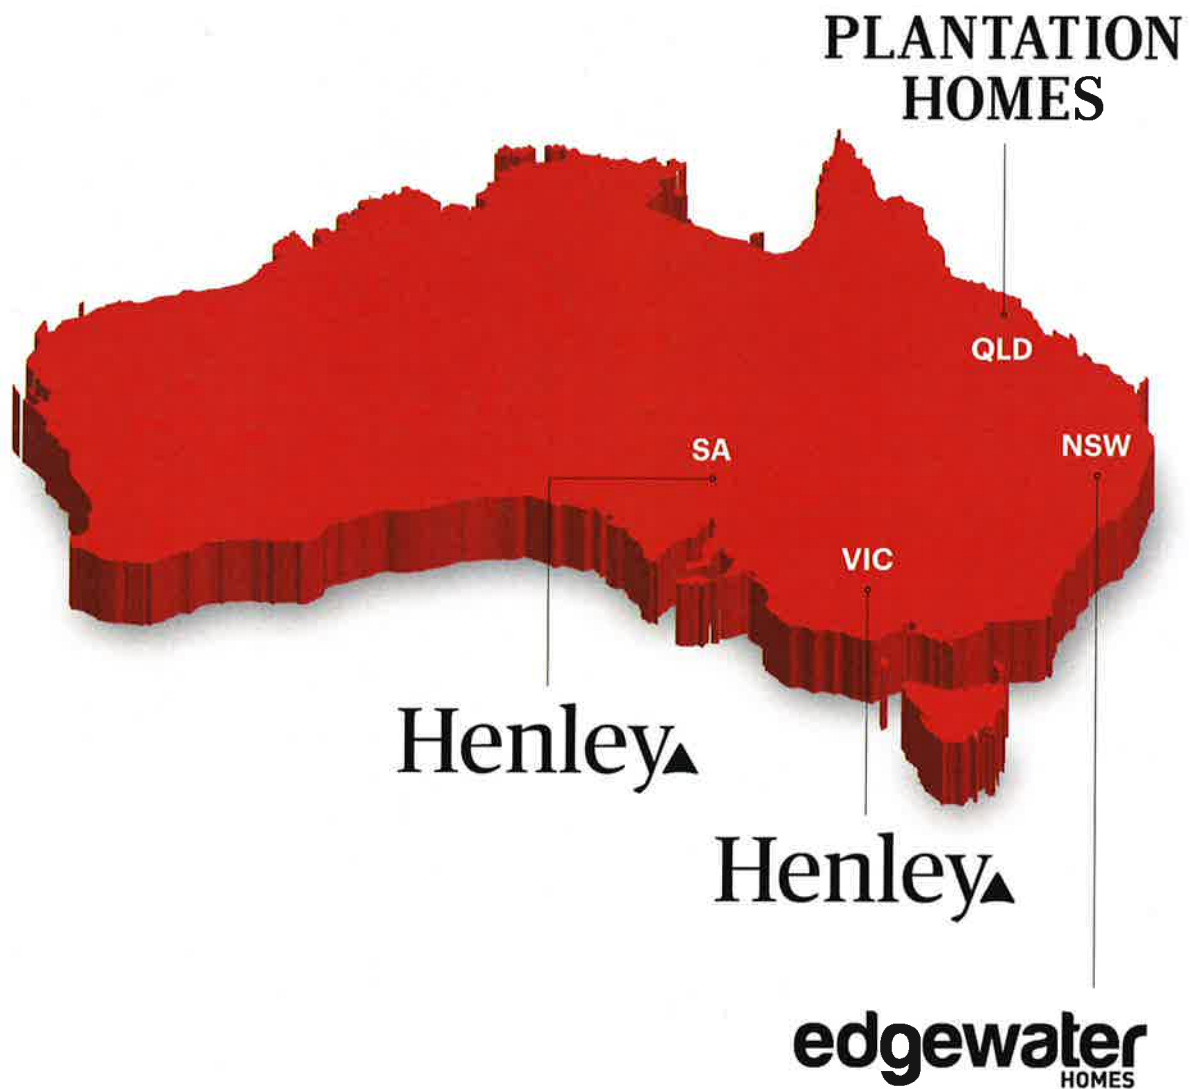 PLANTATION
HOMES
QLD
SA
NSW
VIC
Henley
Henley
edgewater
HOMES